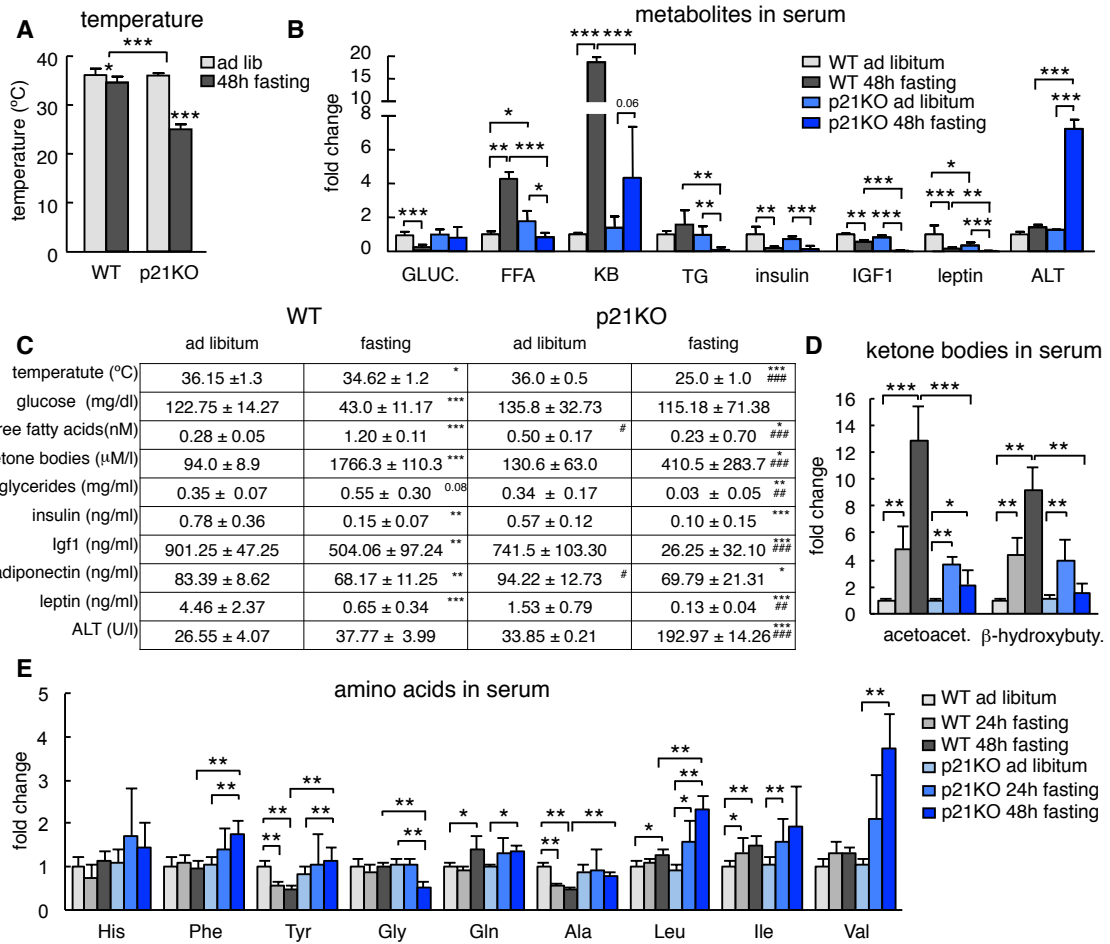 A
temperature
***
*
***
ad lib
48h fasting
temperature (ºC)
40
30
20
10
0
WT p21KO
B
metabolites in serum
fold change
20
10
8
6
4
2
0
*** ***
0.06
*
** ***
*
***
**
**
** ***
***
** ***
*
*** **
***
***
***
WT ad libitum
WT 48h fasting
p21KO ad libitum
p21KO 48h fasting
GLUC. FFA KB TG insulin IGF1 leptin ALT
C
WT p21KO
ad libitum fasting ad libitum fasting
temperatute (ºC) 36.15 ±1.3 34.62 ± 1.2 * 36.0 ± 0.5 25.0 ± 1.0 *** ###
glucose (mg/dl) 122.75 ± 14.27 43.0 ± 11.17 *** 135.8 ± 32.73 115.18 ± 71.38
ree fatty acids(nM) 0.28 ± 0.05 1.20 ± 0.11 *** 0.50 ± 0.17 # 0.23 ± 0.70 * ###
etone bodies (μM/l) 94.0 ± 8.9 1766.3 ± 110.3 *** 130.6 ± 63.0 410.5 ± 283.7 * ###
glycerides (mg/ml) 0.35 ± 0.07 0.55 ± 0.30 0.08 0.34 ± 0.17 0.03 ± 0.05 ** ##
insulin (ng/ml) 0.78 ± 0.36 0.15 ± 0.07 ** 0.57 ± 0.12 0.10 ± 0.15 ***
Igf1 (ng/ml) 901.25 ± 47.25 504.06 ± 97.24 ** 741.5 ± 103.30 26.25 ± 32.10 *** ###
adiponectin (ng/ml) 83.39 ± 8.62 68.17 ± 11.25 ** 94.22 ± 12.73 # 69.79 ± 21.31 *
leptin (ng/ml) 4.46 ± 2.37 0.65 ± 0.34 *** 1.53 ± 0.79 0.13 ± 0.04 *** ##
ALT (U/l) 26.55 ± 4.07 37.77 ± 3.99 33.85 ± 0.21 192.97 ± 14.26 *** ###
D
ketone bodies in serum
fold change
16
14
12
10
8
6
4
2
0
*** ***
** *
**
** **
** **
acetoacet. β-hydroxybuty.
E
amino acids in serum
fold change
5
4
3
2
1
0
**
**
**
** **
** **
**
**
* *
** **
**
**
**
* *
** **
*
**
WT ad libitum
WT 24h fasting
WT 48h fasting
p21KO ad libitum
p21KO 24h fasting
p21KO 48h fasting
His Phe Tyr Gly Gln Ala Leu Ile Val